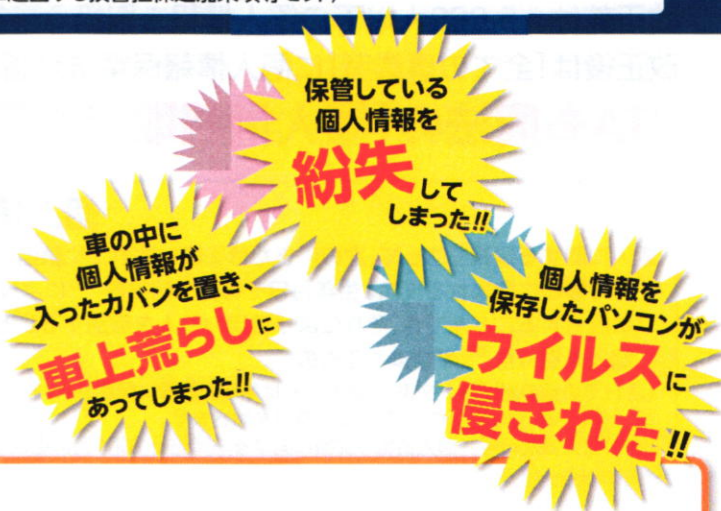 保管している
個人情報を
紛失して
しまった!!
車の中に
個人情報が
入ったカバンを置き、
車上荒らしに
あってしまった!!
個人情報を
保存したパソコンが
ウイルスに
侵された!!